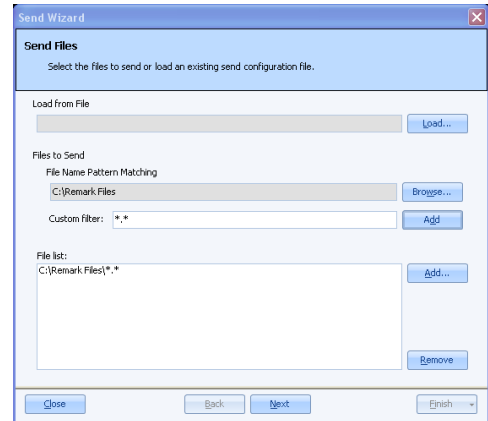 Send Wizard
Send Files
Select the files to send or load an existing send configuration file.
Load from File
Load...
Files to Send
File Name Pattern Matching
C:\Remark Files
Browse...
Custom filter: *.*
Add
File list:
C:\Remark Files\*.*
Add...
Remove
Close Back Next Finish